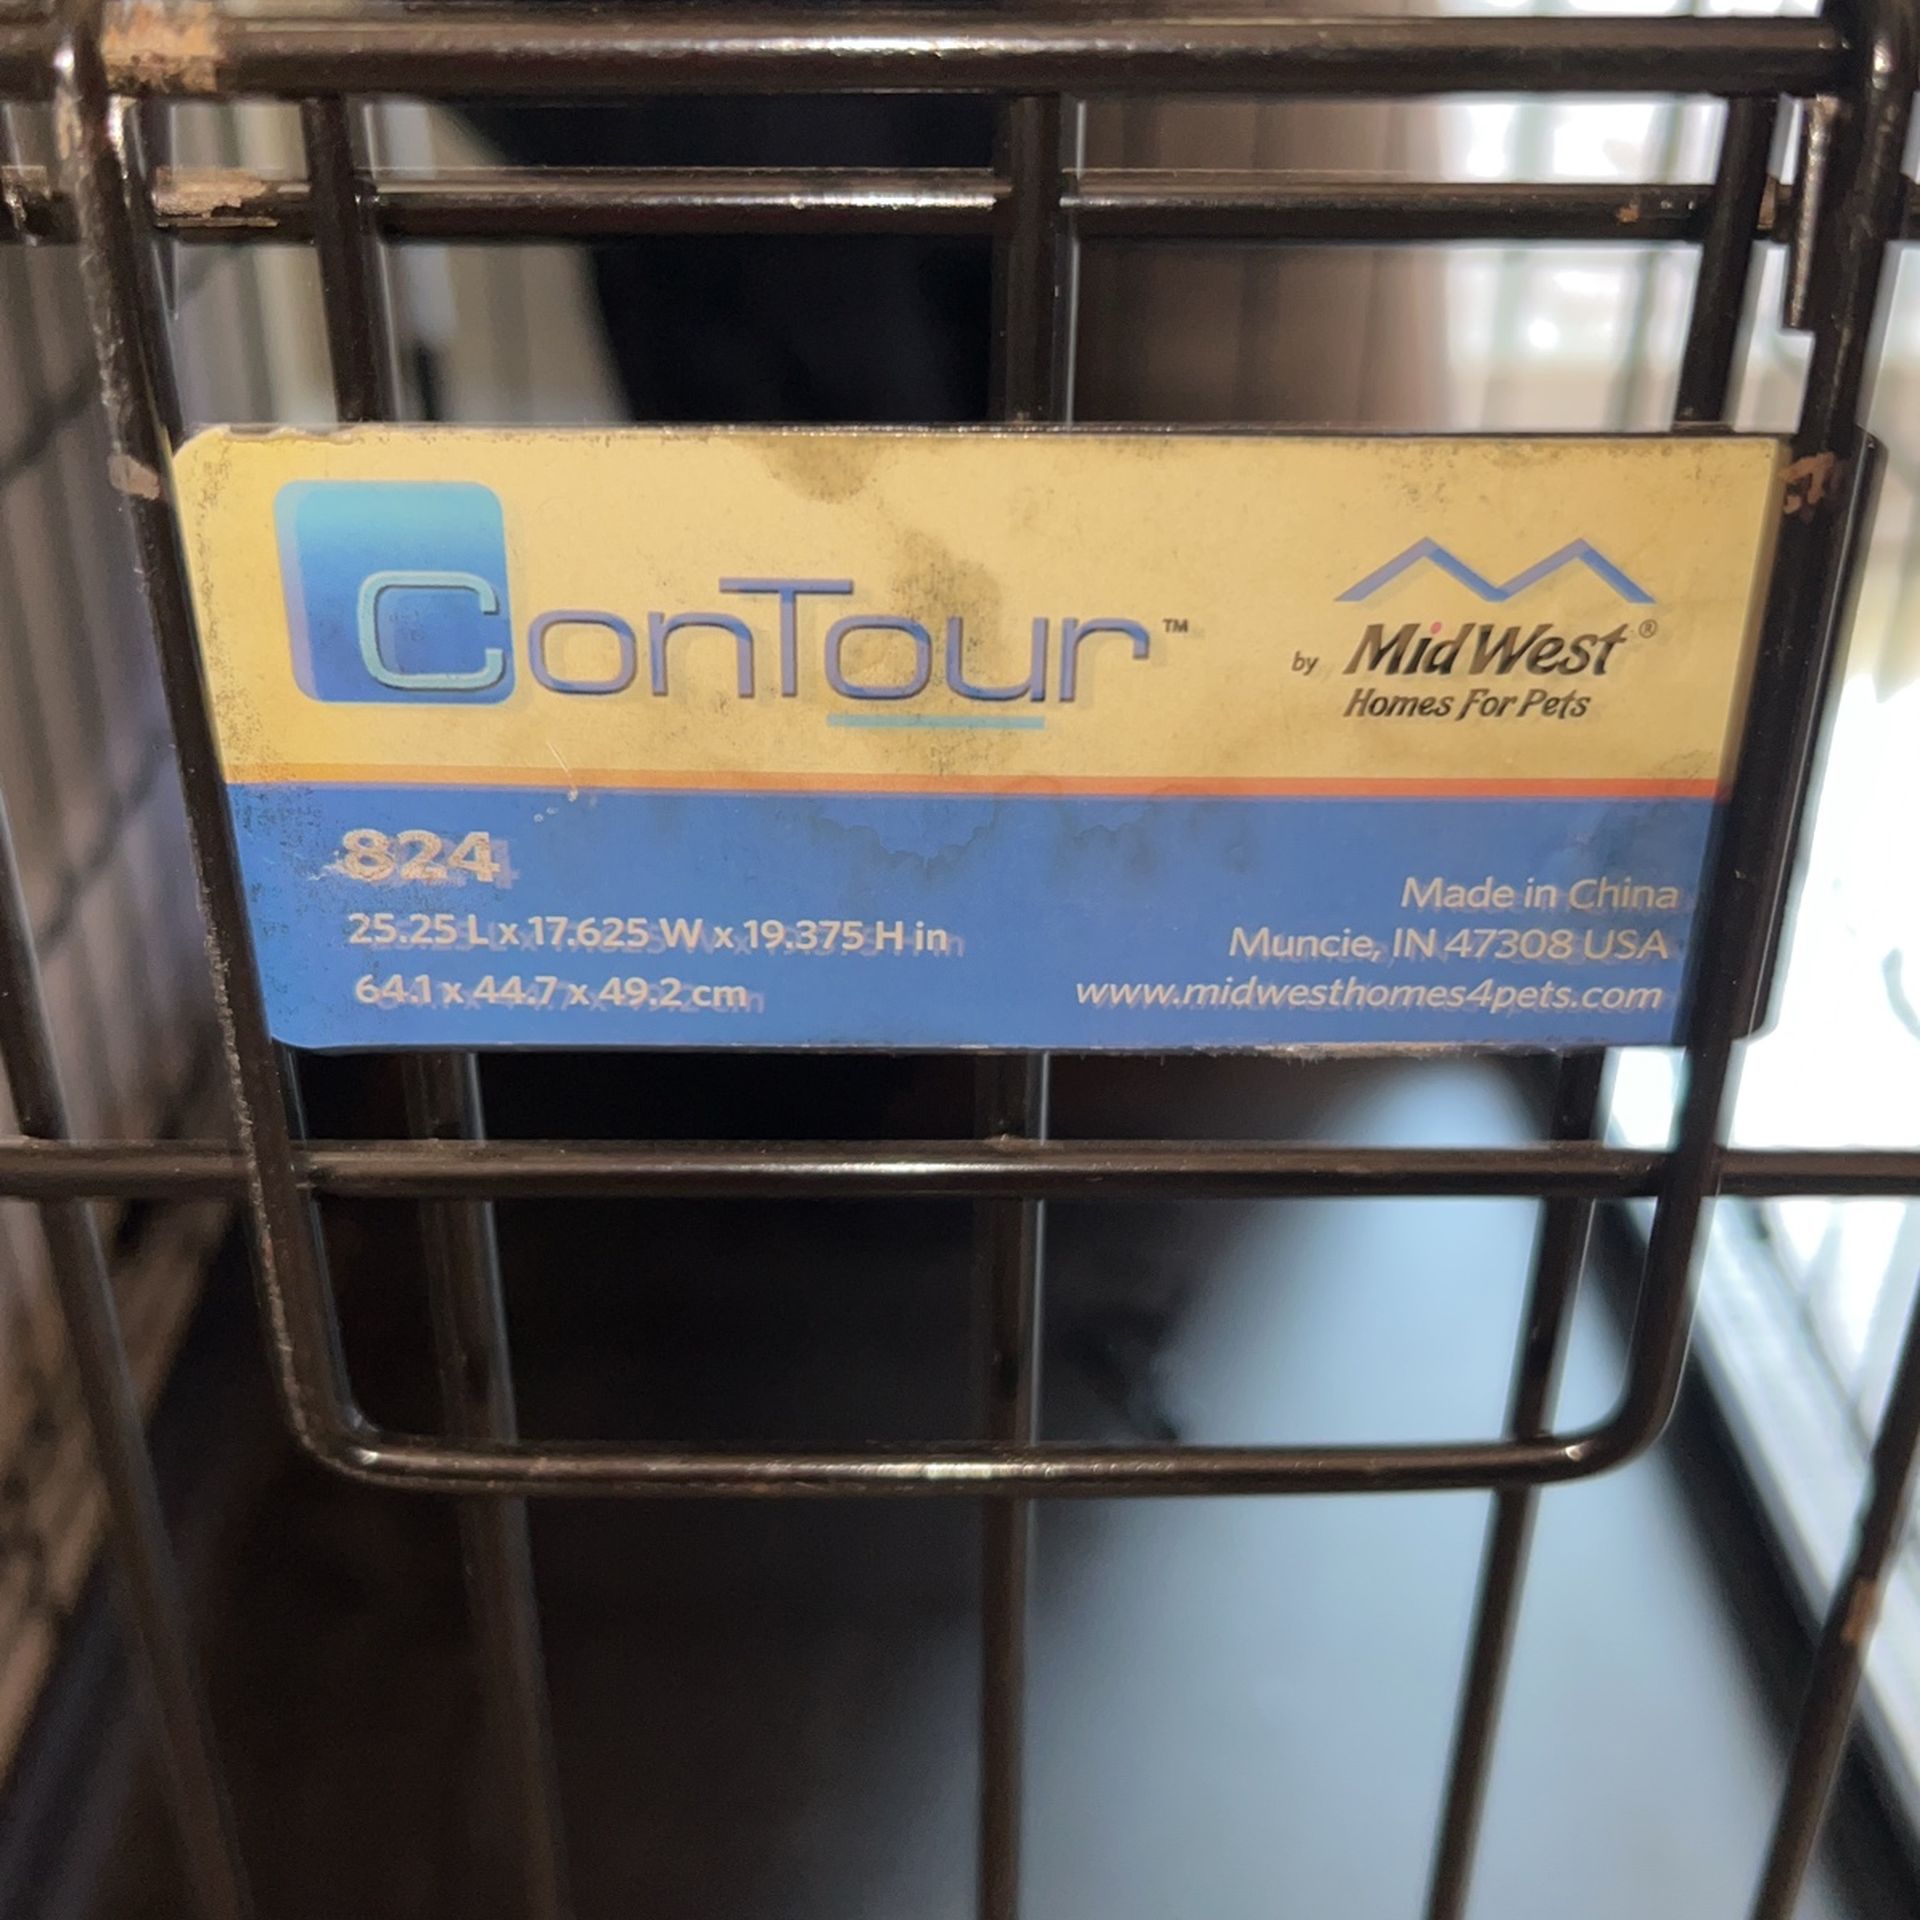 ConTour™
by MidWest®
Homes For Pets
824
25.25 L x 17.625 W x 19.375 H in
64.1 x 44.7 x 49.2 cm
Made in China
Muncie, IN 47308 USA
www.midwesthomes4pets.com